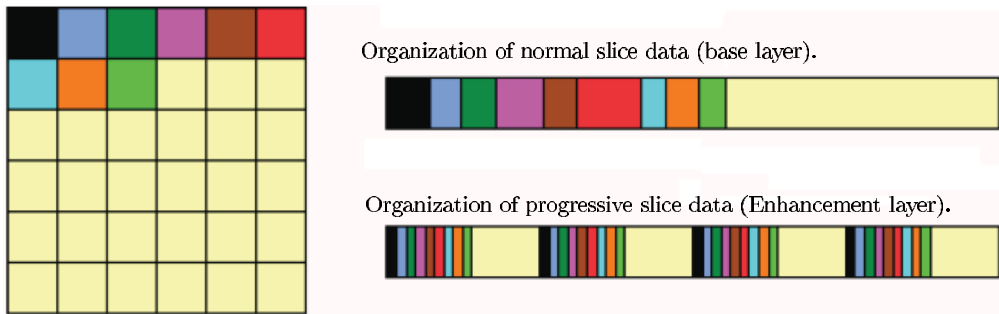 Organization of normal slice data (base layer).
Organization of progressive slice data (Enhancement layer).